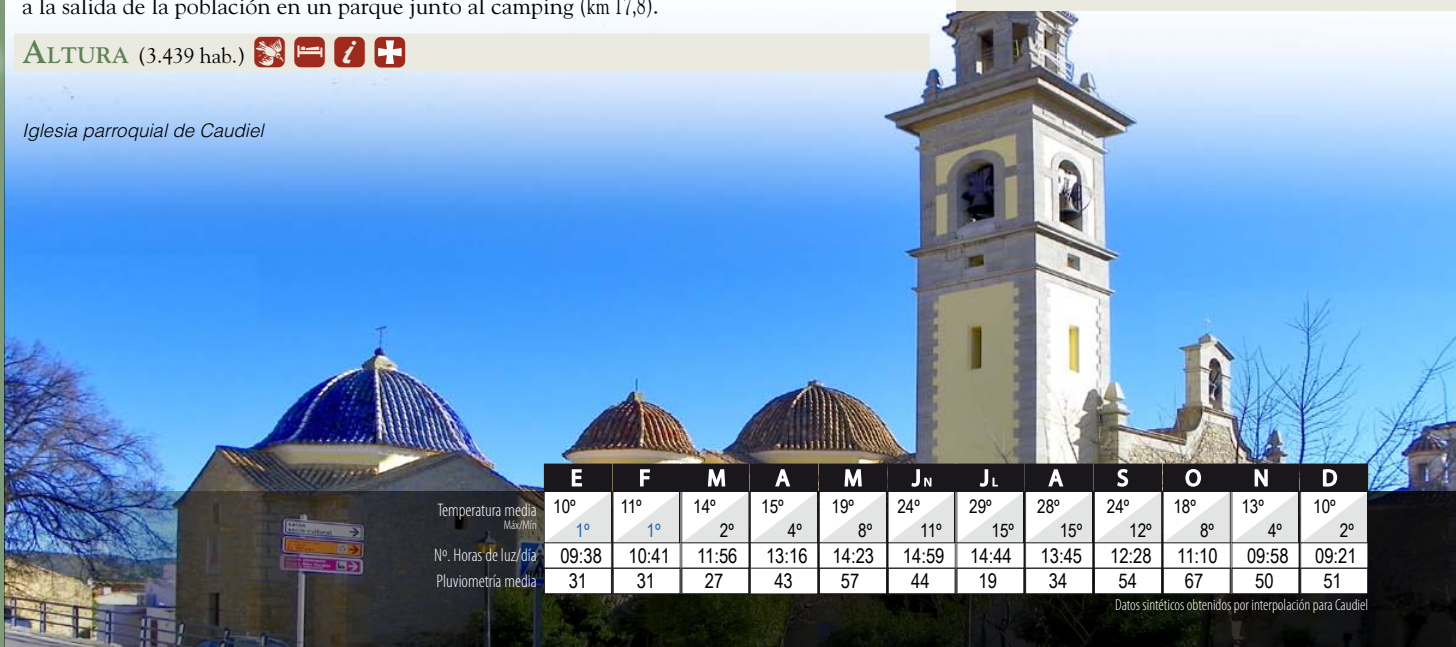 a la salida de la población en un parque junto al camping (km 17,8).
ALTURA (3.439 hab.)
Iglesia parroquial de Caudiel
E F M A M JN JL A S O N D
Temperatura media 10º 11º 14º 15º 19º 24º 29º 28º 24º 18º 13º 10º
Máx/Mín 1º 1º 2º 4º 8º 11º 15º 15º 12º 8º 4º 2º
Nº. Horas de luz/día 09:38 10:41 11:56 13:16 14:23 14:59 14:44 13:45 12:28 11:10 09:58 09:21
Pluviometría media 31 31 27 43 57 44 19 34 54 67 50 51
Datos sintéticos obtenidos por interpolación para Caudiel